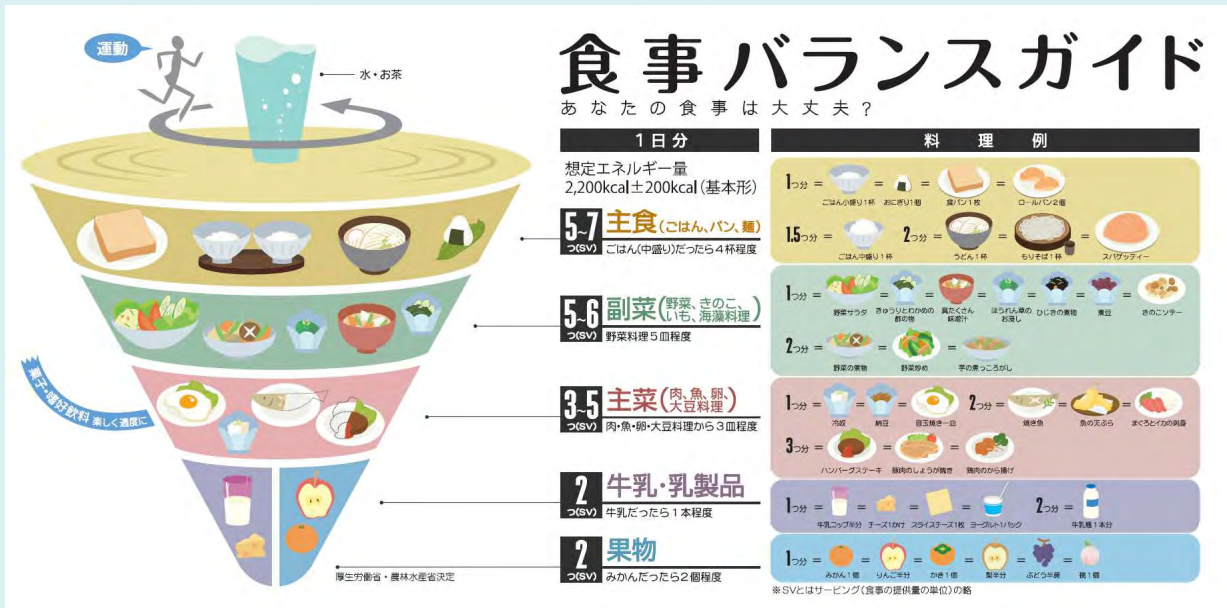 運動
水・お茶
菓子・嗜好飲料 楽しく適度に
厚生労働省・農林水産省決定
食事バランスガイド
あなたの食事は大丈夫?
1日分
想定エネルギー量
2,200kcal±200kcal(基本形)
5~7 つ(SV) 主食(ごはん、パン、麺)
ごはん(中盛り)だったら4杯程度
5~6 つ(SV) 副菜(野菜、きのこ、いも、海藻料理)
野菜料理5皿程度
3~5 つ(SV) 主菜(肉、魚、卵、大豆料理)
肉・魚・卵・大豆料理から3皿程度
2 つ(SV) 牛乳・乳製品
牛乳だったら1本程度
2 つ(SV) 果物
みかんだったら2個程度
料理例
1つ分 = = = =
ごはん小盛り1杯 おにぎり1個 食パン1枚 ロールパン2個
1.5つ分 = 2つ分 = = =
ごはん中盛り1杯 うどん1杯 もりそば1杯 スパゲッティー
1つ分 = = = = = = =
野菜サラダ きゅうりとわかめの酢の物 具たくさん味噌汁 ほうれん草のお浸し ひじきの煮物 煮豆 きのこソテー
2つ分 = = =
野菜の煮物 野菜炒め 芋の煮っころがし
1つ分 = = = 2つ分 = = =
冷奴 納豆 目玉焼き一皿 焼き魚 魚の天ぷら まぐろとイカの刺身
3つ分 = = =
ハンバーグステーキ 豚肉のしょうが焼き 鶏肉のから揚げ
1つ分 = = = = 2つ分 =
牛乳コップ半分 チーズ1かけ スライスチーズ1枚 ヨーグルト1パック 牛乳瓶1本分
1つ分 = = = = = =
みかん1個 りんご半分 かき1個 梨半分 ぶどう半房 桃1個
※SVとはサービング(食事の提供量の単位)の略